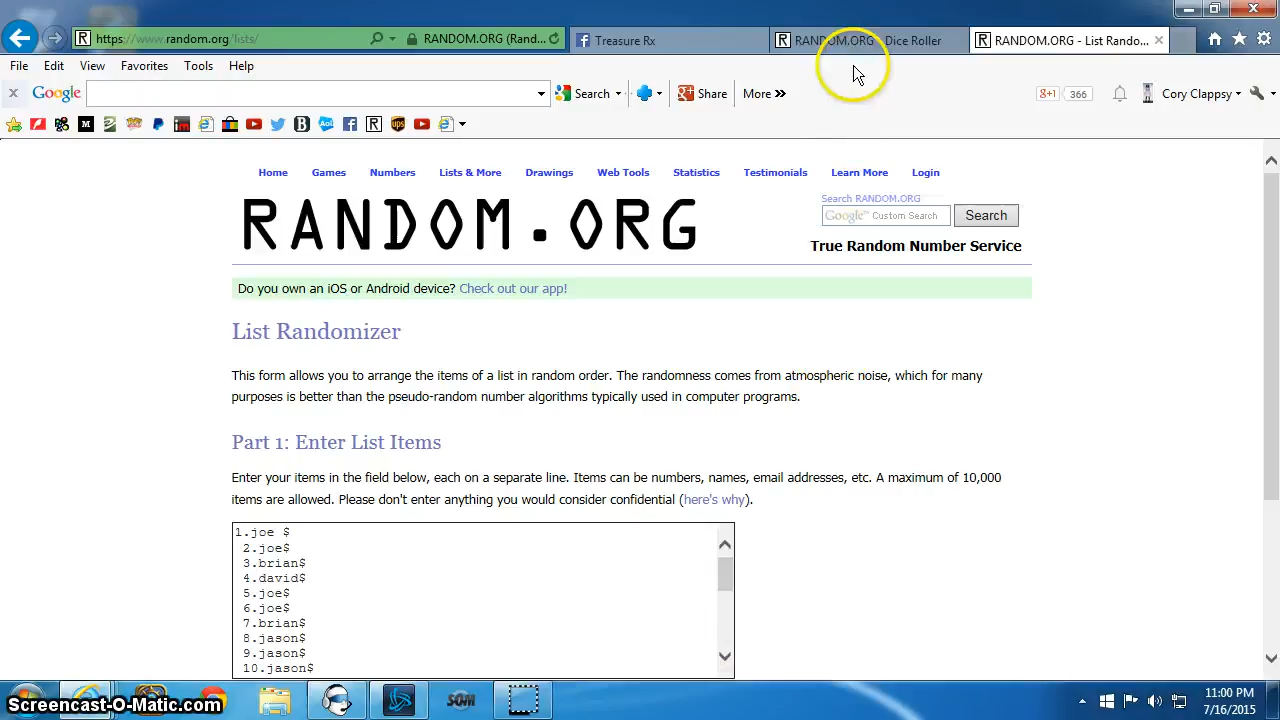 https://www.random.org/lists/
RANDOM.ORG (Rand...
Treasure Rx
RANDOM.ORG - Dice Roller
RANDOM.ORG - List Rando...
File Edit View Favorites Tools Help
Google
Search
Share
More
g+1 366
Cory Clappsy
Home Games Numbers Lists & More Drawings Web Tools Statistics Testimonials Learn More Login
Search RANDOM.ORG
RANDOM.ORG
Google™ Custom Search
Search
True Random Number Service
Do you own an iOS or Android device? Check out our app!
List Randomizer
This form allows you to arrange the items of a list in random order. The randomness comes from atmospheric noise, which for many
purposes is better than the pseudo-random number algorithms typically used in computer programs.
Part 1: Enter List Items
Enter your items in the field below, each on a separate line. Items can be numbers, names, email addresses, etc. A maximum of 10,000
items are allowed. Please don't enter anything you would consider confidential (here's why).
1.joe $
2.joe$
3.brian$
4.david$
5.joe$
6.joe$
7.brian$
8.jason$
9.jason$
10.jason$
Screencast-O-Matic.com
11:00 PM
7/16/2015